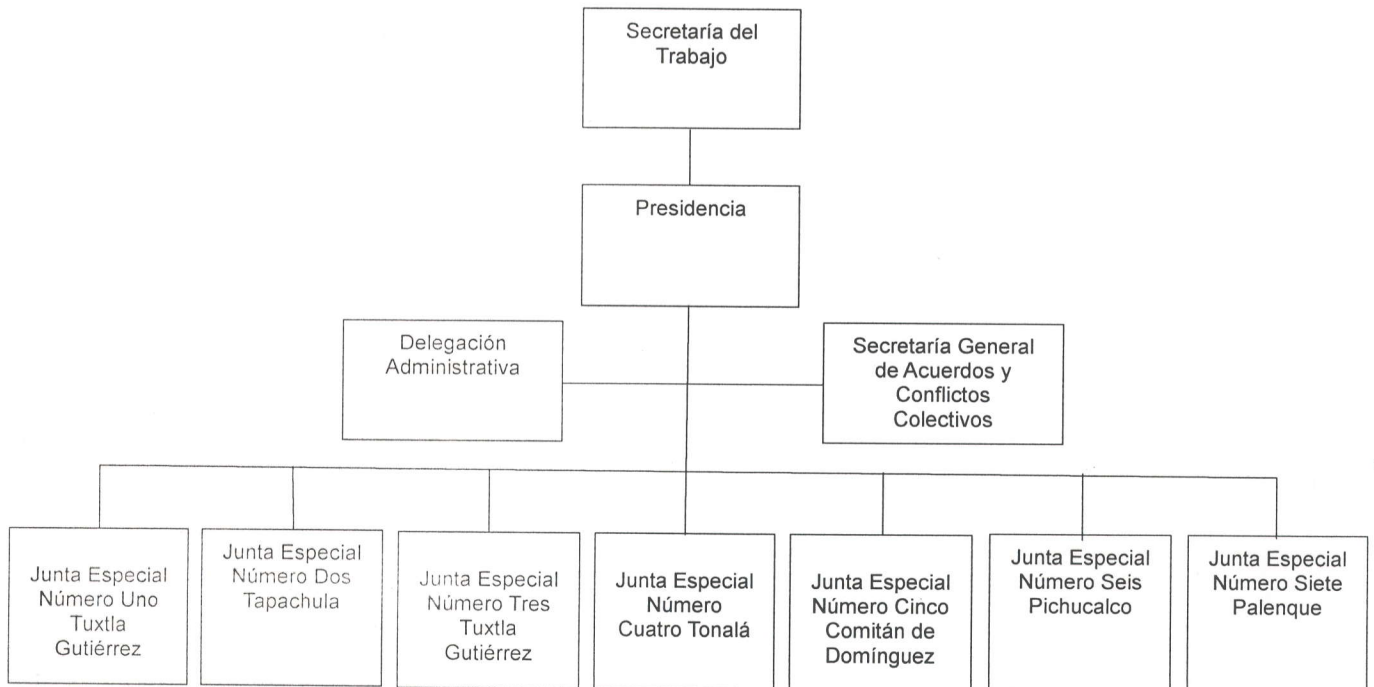 Secretaría del
Trabajo
Presidencia
Delegación
Administrativa
Secretaría General
de Acuerdos y
Conflictos
Colectivos
Junta Especial
Número Uno
Tuxtla
Gutiérrez
Junta Especial
Número Dos
Tapachula
Junta Especial
Número Tres
Tuxtla
Gutiérrez
Junta Especial
Número
Cuatro Tonalá
Junta Especial
Número Cinco
Comitán de
Domínguez
Junta Especial
Número Seis
Pichucalco
Junta Especial
Número Siete
Palenque